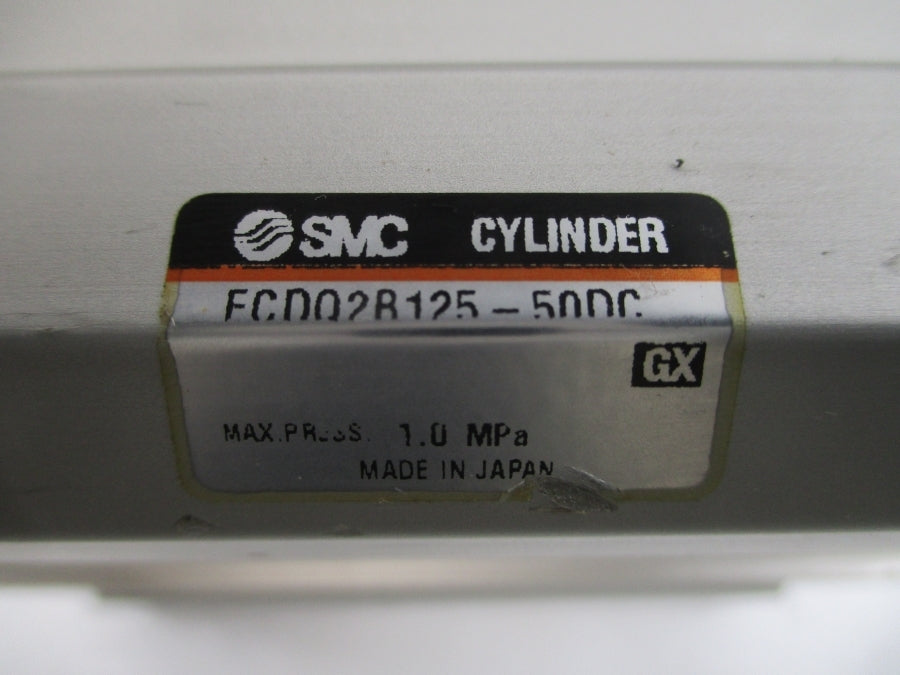 SMC CYLINDER
ECDQ2B125-50DC
GX
MAX.PRESS. 1.0 MPa
MADE IN JAPAN